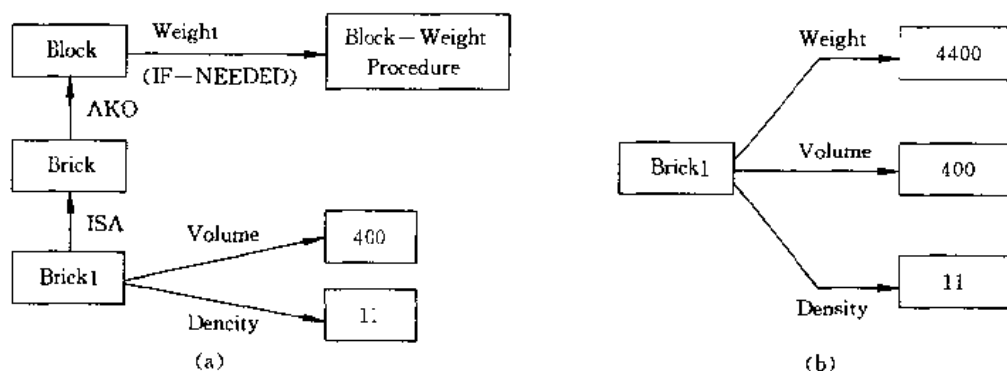 Block
Weight
(IF-NEEDED)
Block-Weight
Procedure
AKO
Brick
ISA
Brick1
Volume
400
Dencity
11
(a)
Weight
4400
Brick1
Volume
400
Density
11
(b)